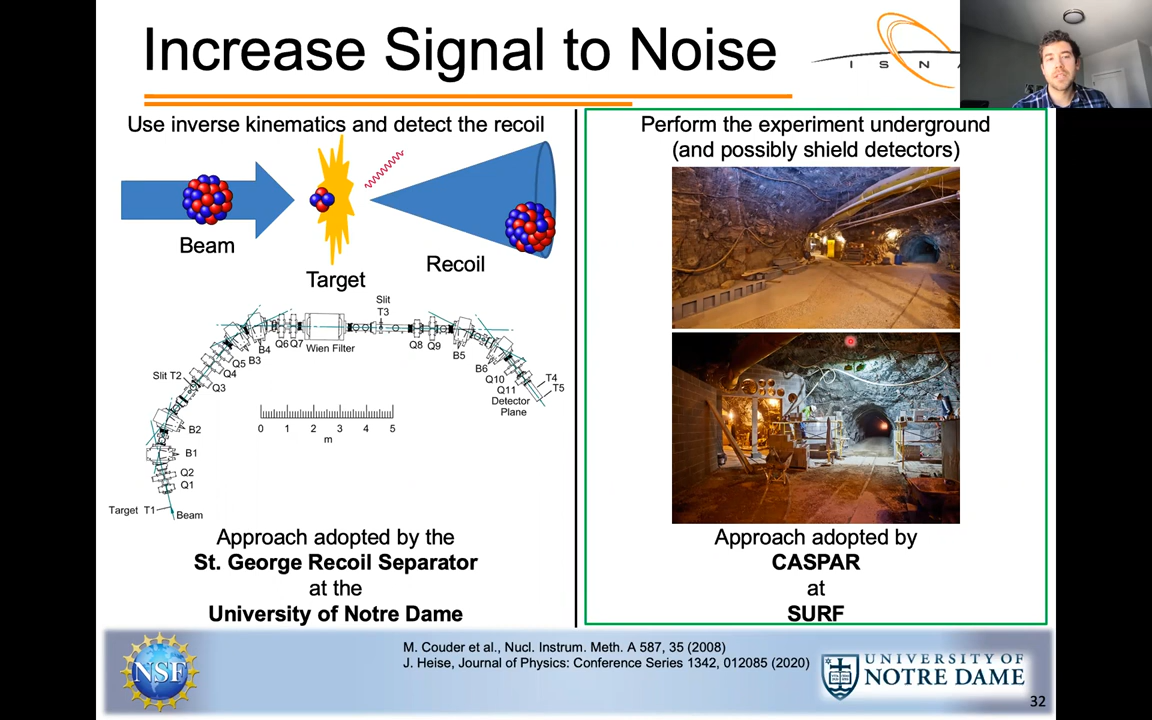 Increase Signal to Noise
I S N
Use inverse kinematics and detect the recoil
Beam
Target
Recoil
Slit
T3
Q6 Q7
Wien Filter
Q8 Q9
B4
B3
Q5
Q4
Q3
Slit T2
B2
B1
Q2
Q1
Target T1
Beam
B5
B6
Q10
Q11
T4
T5
Detector
Plane
0 1 2 3 4 5
m
Approach adopted by the
St. George Recoil Separator
at the
University of Notre Dame
Perform the experiment underground
(and possibly shield detectors)
Approach adopted by
CASPAR
at
SURF
NSF
M. Couder et al., Nucl. Instrum. Meth. A 587, 35 (2008)
J. Heise, Journal of Physics: Conference Series 1342, 012085 (2020)
UNIVERSITY OF
NOTRE DAME
32